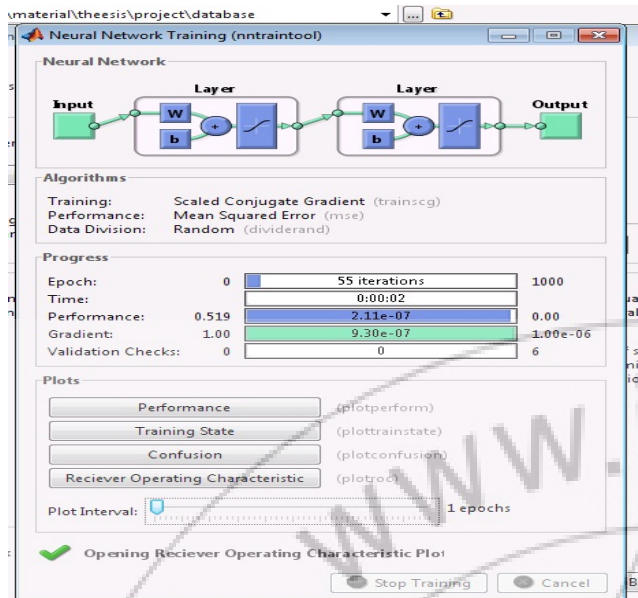 \material\theesis\project\database
...
Neural Network Training (nntraintool)
Neural Network
Layer Layer
Input Output
W W
b b
+ +
Algorithms
Training: Scaled Conjugate Gradient (trainscg)
Performance: Mean Squared Error (mse)
Data Division: Random (dividerand)
Progress
Epoch: 0 55 iterations 1000
Time: 0:00:02
Performance: 0.519 2.11e-07 0.00
Gradient: 1.00 9.30e-07 1.00e-06
Validation Checks: 0 0 6
Plots
Performance (plotperform)
Training State (plottrainstate)
Confusion (plotconfusion)
Reciever Operating Characteristic (plotroc)
Plot Interval: 1 epochs
Opening Reciever Operating Characteristic Plot
Stop Training Cancel
www.